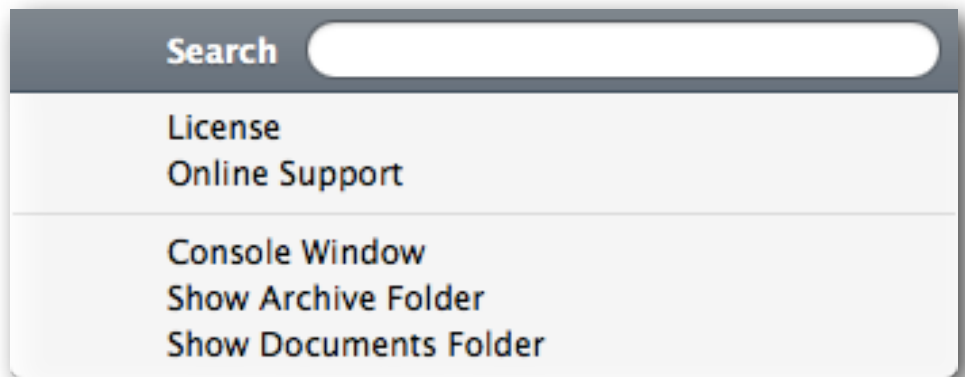 Search
License
Online Support
Console Window
Show Archive Folder
Show Documents Folder